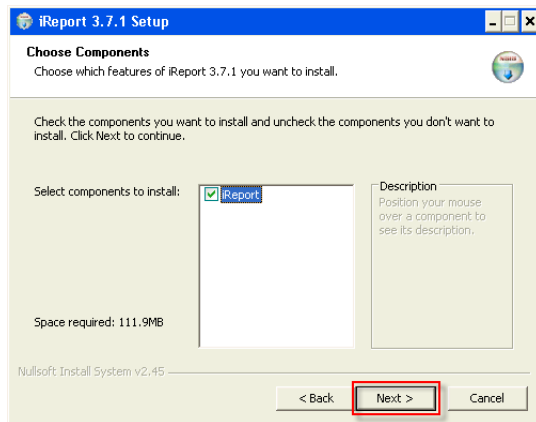 iReport 3.7.1 Setup
Choose Components
Choose which features of iReport 3.7.1 you want to install.
Check the components you want to install and uncheck the components you don't want to
install. Click Next to continue.
Select components to install:
iReport
Description
Position your mouse
over a component to
see its description.
Space required: 111.9MB
Nullsoft Install System v2.45
< Back
Next >
Cancel